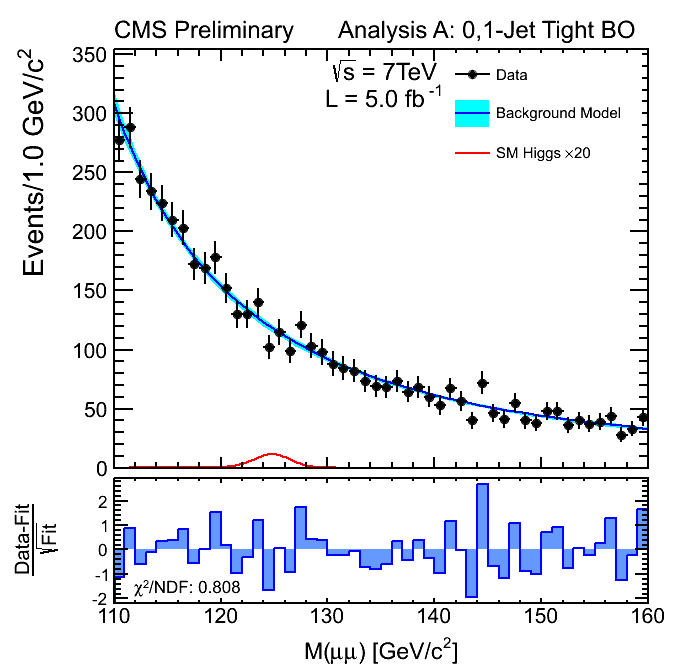 CMS Preliminary
Analysis A: 0,1-Jet Tight BO
√s = 7TeV
L = 5.0 fb⁻¹
Data
Background Model
SM Higgs ×20
Events/1.0 GeV/c²
350
300
250
200
150
100
50
0
Data-Fit
√Fit
2
1
0
-1
-2
χ²/NDF: 0.808
110
120
130
140
150
160
M(μμ) [GeV/c²]